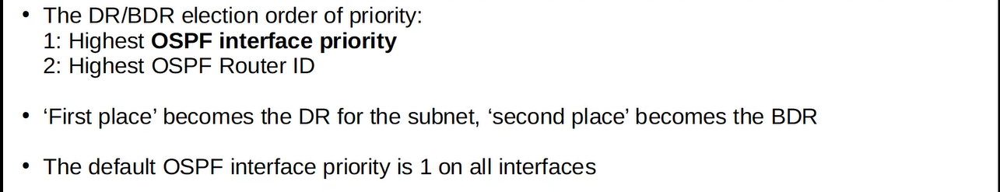 • The DR/BDR election order of priority:
1: Highest OSPF interface priority
2: Highest OSPF Router ID
• ‘First place’ becomes the DR for the subnet, ‘second place’ becomes the BDR
• The default OSPF interface priority is 1 on all interfaces